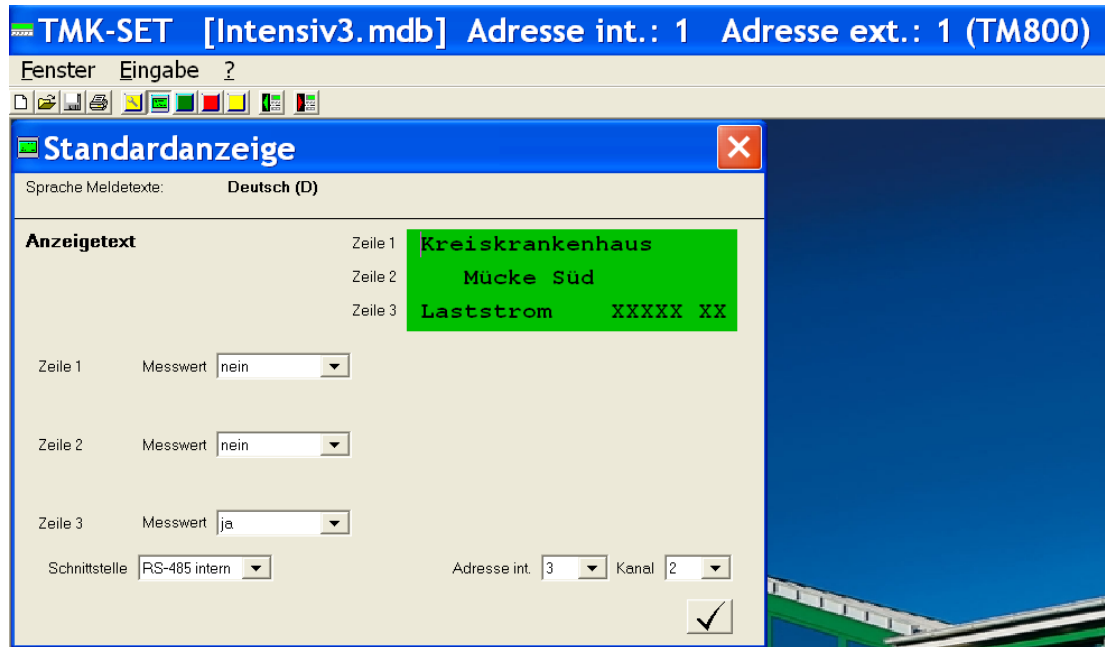 TMK-SET [Intensiv3.mdb] Adresse int.: 1 Adresse ext.: 1 (TM800)
Fenster Eingabe ?
Standardanzeige
Sprache Meldetexte: Deutsch (D)
Anzeigetext Zeile 1 Kreiskrankenhaus
Zeile 2 Mücke Süd
Zeile 3 Laststrom XXXXX XX
Zeile 1 Messwert nein
Zeile 2 Messwert nein
Zeile 3 Messwert ja
Schnittstelle RS-485 intern Adresse int. 3 Kanal 2